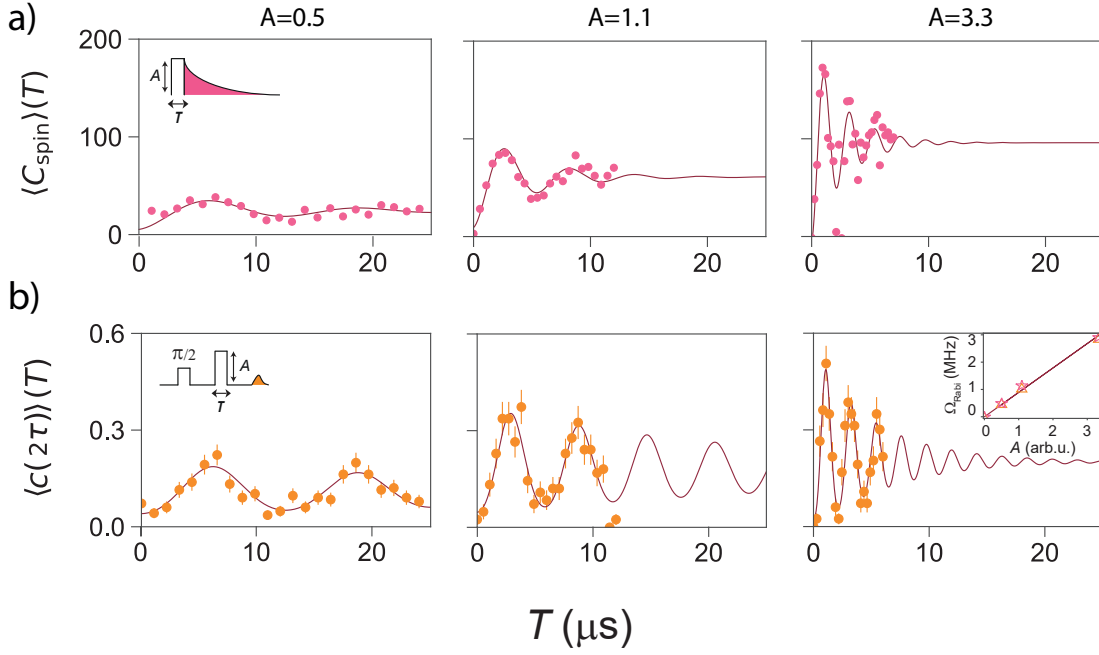 a)
A=0.5
A=1.1
A=3.3
⟨C_spin⟩(T)
200
100
0
A
T
0 10 20
0 10 20
0 10 20
b)
⟨c(2τ)⟩(T)
0.6
0.3
0.0
π/2
A
T
Ω_Rabi (MHz)
3
2
1
0
0 1 2 3
A (arb.u.)
0 10 20
0 10 20
0 10 20
T (μs)